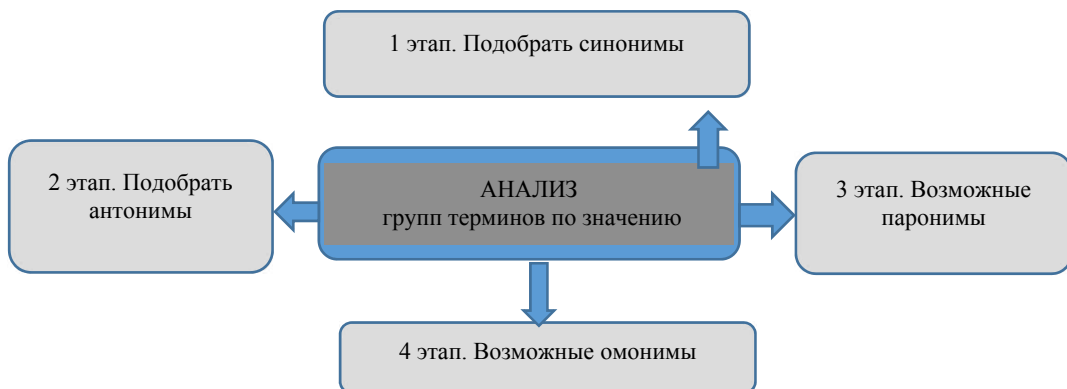 1 этап. Подобрать синонимы
2 этап. Подобрать
антонимы
АНАЛИЗ
групп терминов по значению
3 этап. Возможные
паронимы
4 этап. Возможные омонимы